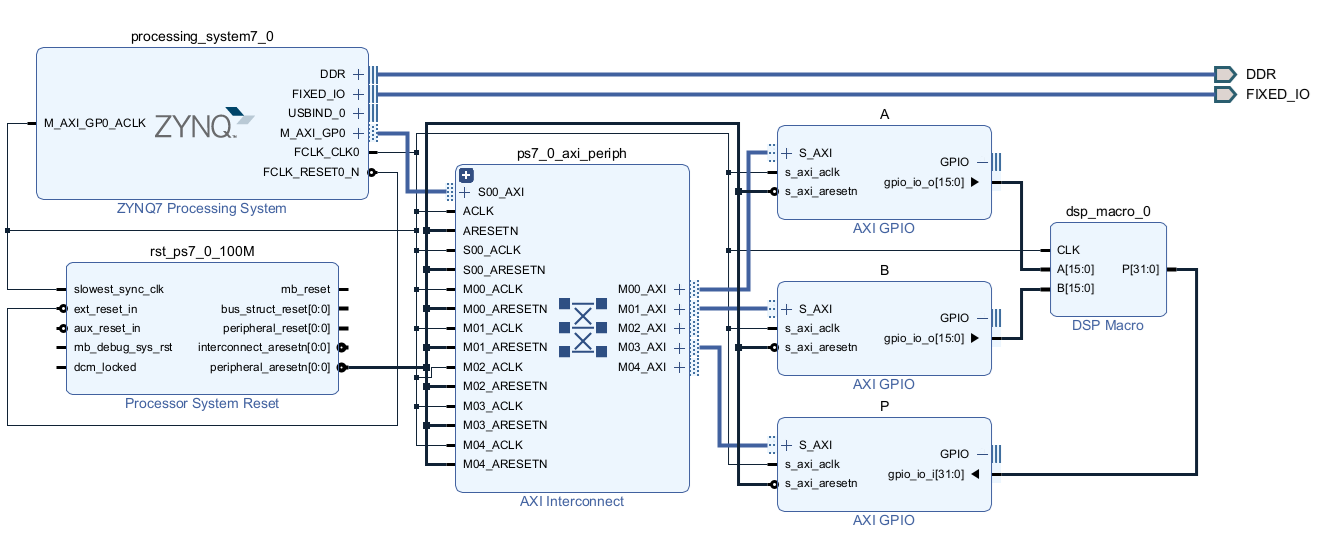 processing_system7_0
DDR
FIXED_IO
USBIND_0
M_AXI_GP0
FCLK_CLK0
FCLK_RESET0_N
M_AXI_GP0_ACLK
ZYNQ
ZYNQ7 Processing System
DDR
FIXED_IO
rst_ps7_0_100M
slowest_sync_clk
ext_reset_in
aux_reset_in
mb_debug_sys_rst
dcm_locked
mb_reset
bus_struct_reset[0:0]
peripheral_reset[0:0]
interconnect_aresetn[0:0]
peripheral_aresetn[0:0]
Processor System Reset
ps7_0_axi_periph
S00_AXI
ACLK
ARESETN
S00_ACLK
S00_ARESETN
M00_ACLK
M00_ARESETN
M01_ACLK
M01_ARESETN
M02_ACLK
M02_ARESETN
M03_ACLK
M03_ARESETN
M04_ACLK
M04_ARESETN
M00_AXI
M01_AXI
M02_AXI
M03_AXI
M04_AXI
AXI Interconnect
A
S_AXI
s_axi_aclk
s_axi_aresetn
GPIO
gpio_io_o[15:0]
AXI GPIO
B
S_AXI
s_axi_aclk
s_axi_aresetn
GPIO
gpio_io_o[15:0]
AXI GPIO
P
S_AXI
s_axi_aclk
s_axi_aresetn
GPIO
gpio_io_i[31:0]
AXI GPIO
dsp_macro_0
CLK
A[15:0]
B[15:0]
P[31:0]
DSP Macro